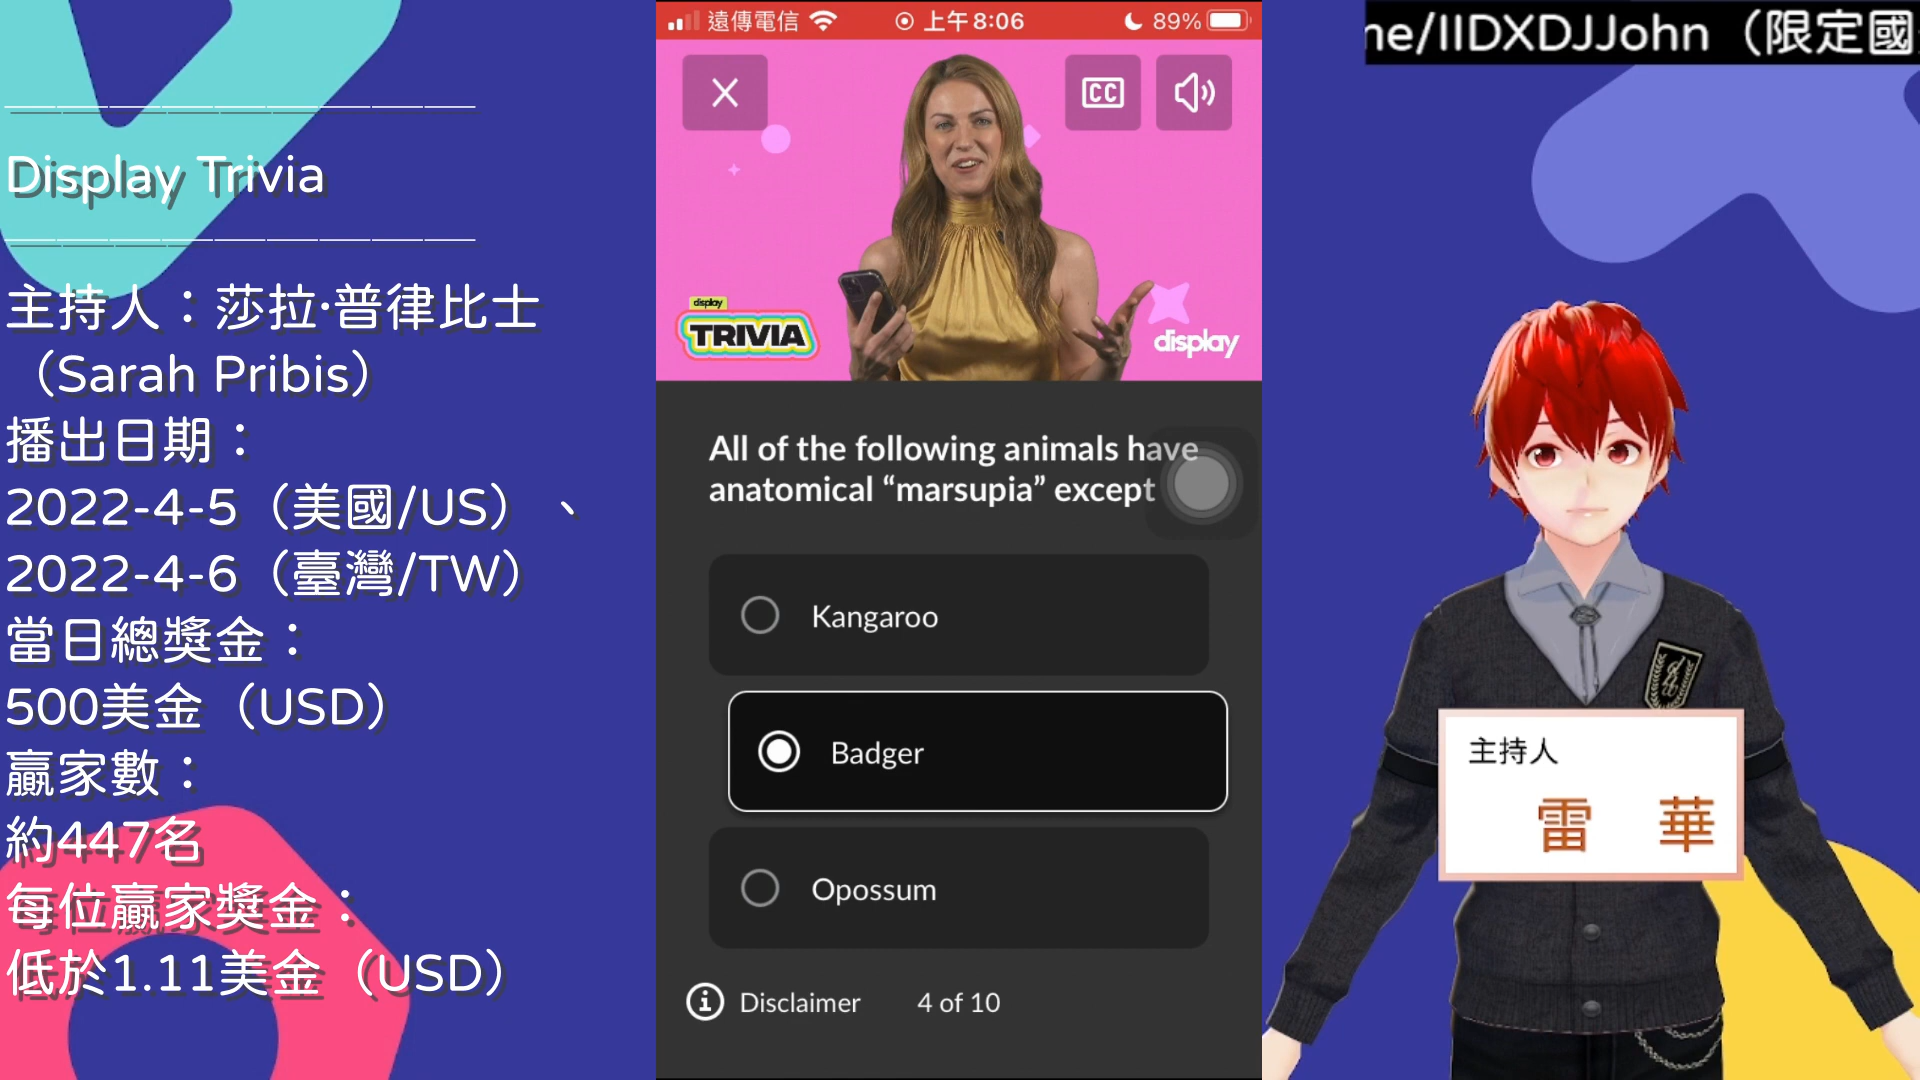 Display Trivia
主持人：莎拉·普律比士
（Sarah Pribis）
播出日期：
2022-4-5（美國/US）、
2022-4-6（臺灣/TW）
當日總獎金：
500美金（USD）
贏家數：
約447名
每位贏家獎金：
低於1.11美金（USD）
遠傳電信
上午8:06
89%
CC
display
TRIVIA
display
All of the following animals have
anatomical “marsupia” except
Kangaroo
Badger
Opossum
Disclaimer
4 of 10
ne/IIDXDJJohn（限定國
主持人
雷 華